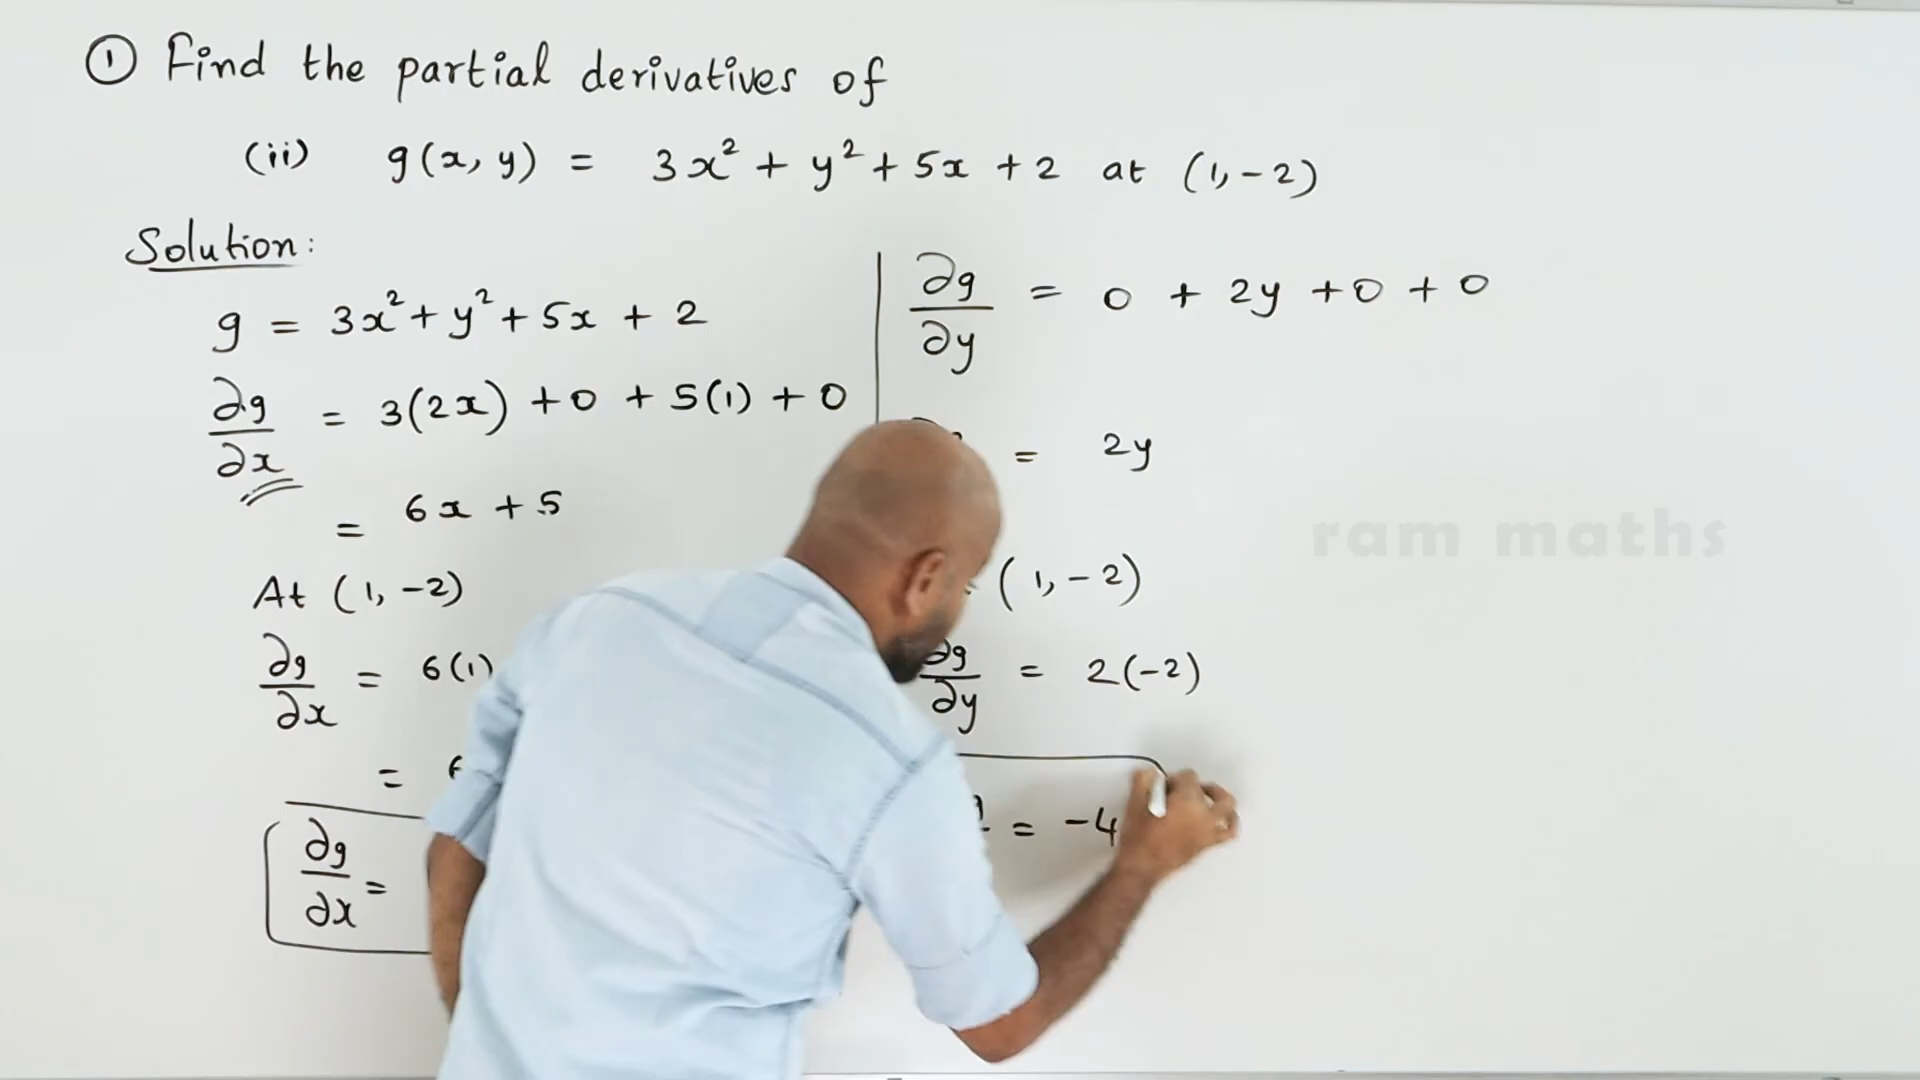 ① Find the partial derivatives of
(ii) g(x, y) = 3x² + y² + 5x + 2 at (1, -2)
Solution:
g = 3x² + y² + 5x + 2
∂g/∂x = 3(2x) + 0 + 5(1) + 0
= 6x + 5
At (1, -2)
∂g/∂x = 6(1)
=
∂g/∂x =
∂g/∂y = 0 + 2y + 0 + 0
= 2y
(1, -2)
∂g/∂y = 2(-2)
= -4
ram maths